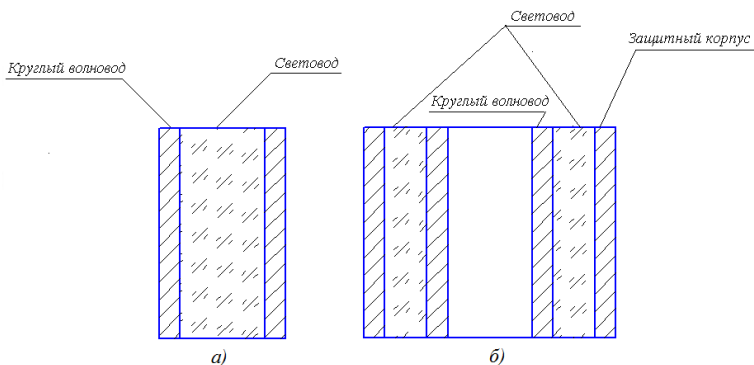 Световод
Защитный корпус
Круглый волновод
Световод
Круглый волновод
а)
б)